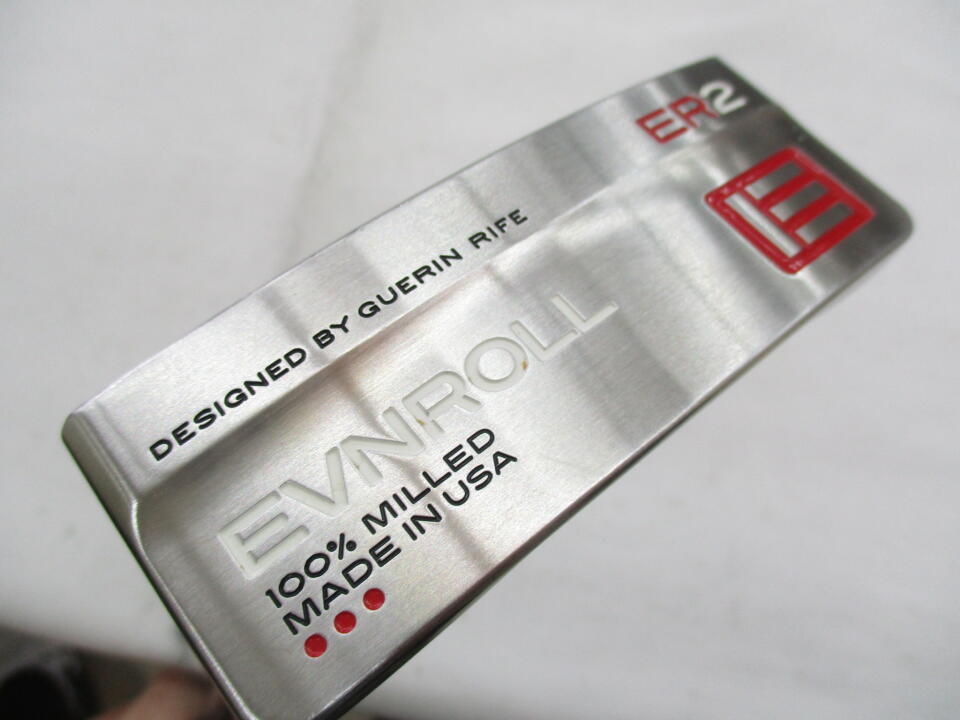 ER2
DESIGNED BY GUERIN RIFE
EVNROLL
100% MILLED
MADE IN USA